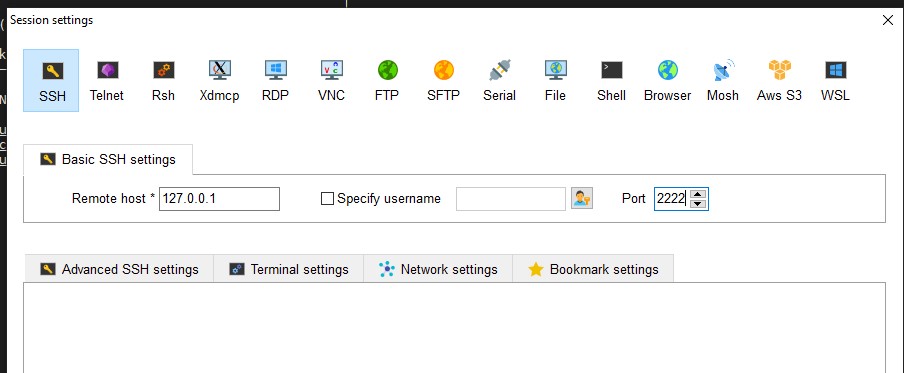 Session settings
SSH Telnet Rsh Xdmcp RDP VNC FTP SFTP Serial File Shell Browser Mosh Aws S3 WSL
Basic SSH settings
Remote host * 127.0.0.1 Specify username Port 2222
Advanced SSH settings Terminal settings Network settings Bookmark settings